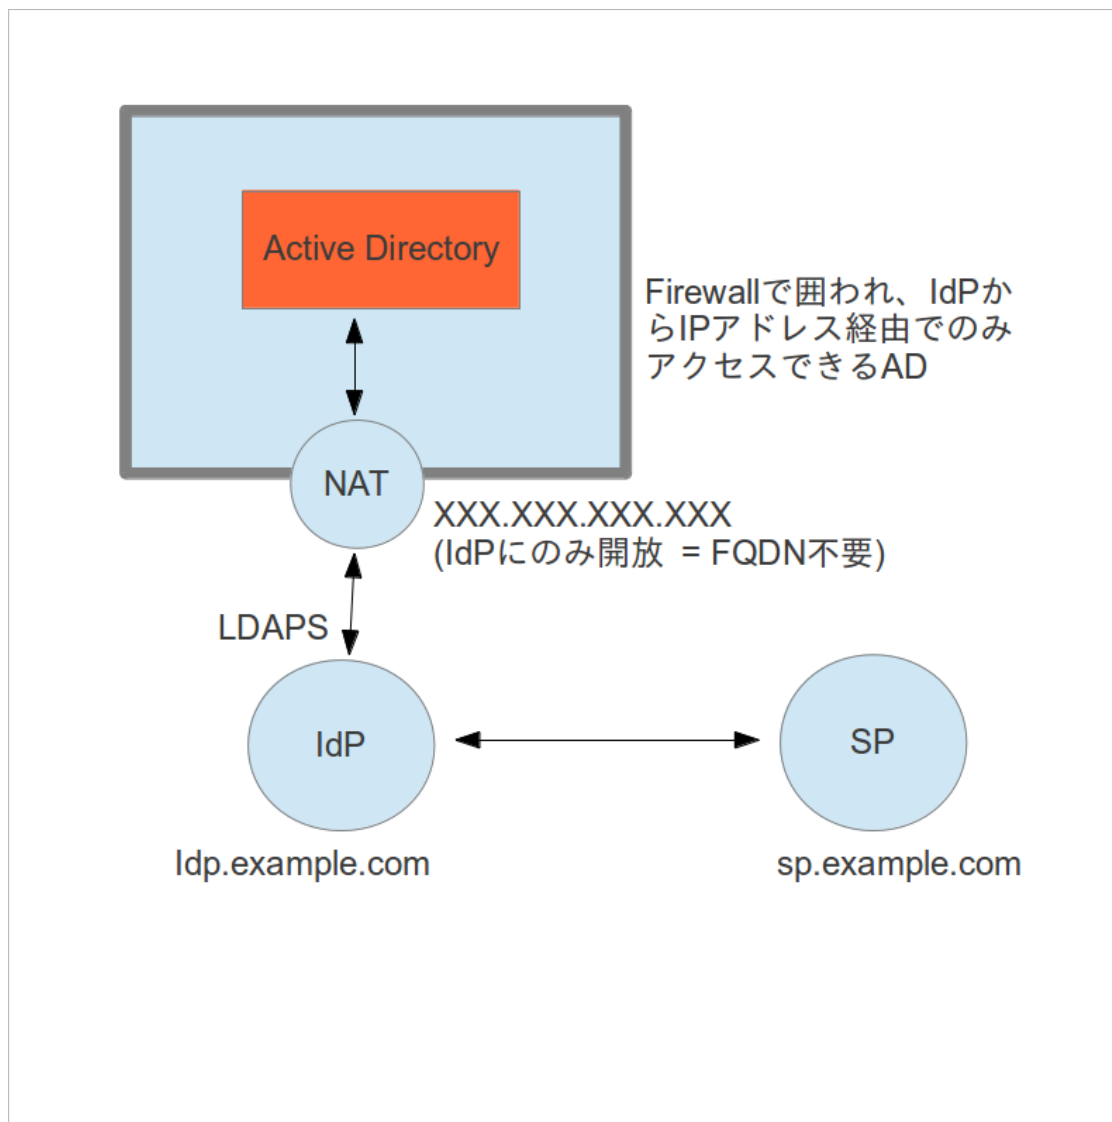 Active Directory
Firewallで囲われ、IdPか
らIPアドレス経由でのみ
アクセスできるAD
NAT
XXX.XXX.XXX.XXX
(IdPにのみ開放 = FQDN不要)
LDAPS
IdP
SP
Idp.example.com
sp.example.com